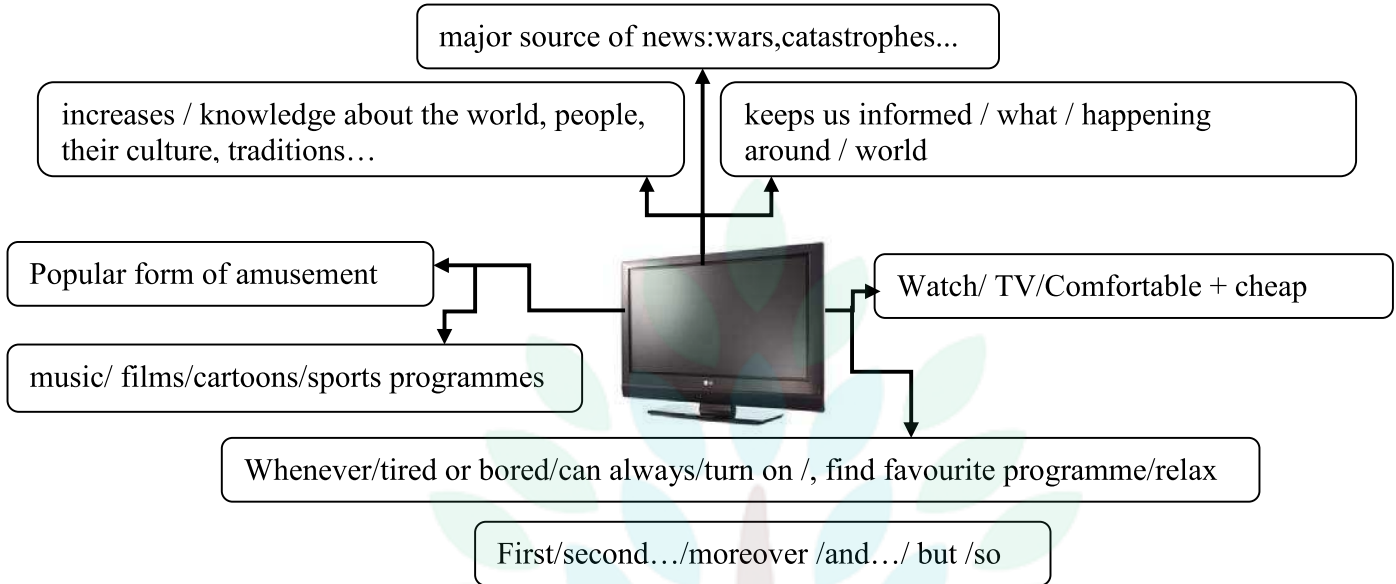 major source of news:wars,catastrophes...
increases / knowledge about the world, people,
their culture, traditions…
keeps us informed / what / happening
around / world
Popular form of amusement
Watch/ TV/Comfortable + cheap
music/ films/cartoons/sports programmes
LG
Whenever/tired or bored/can always/turn on /, find favourite programme/relax
First/second…/moreover /and…/ but /so